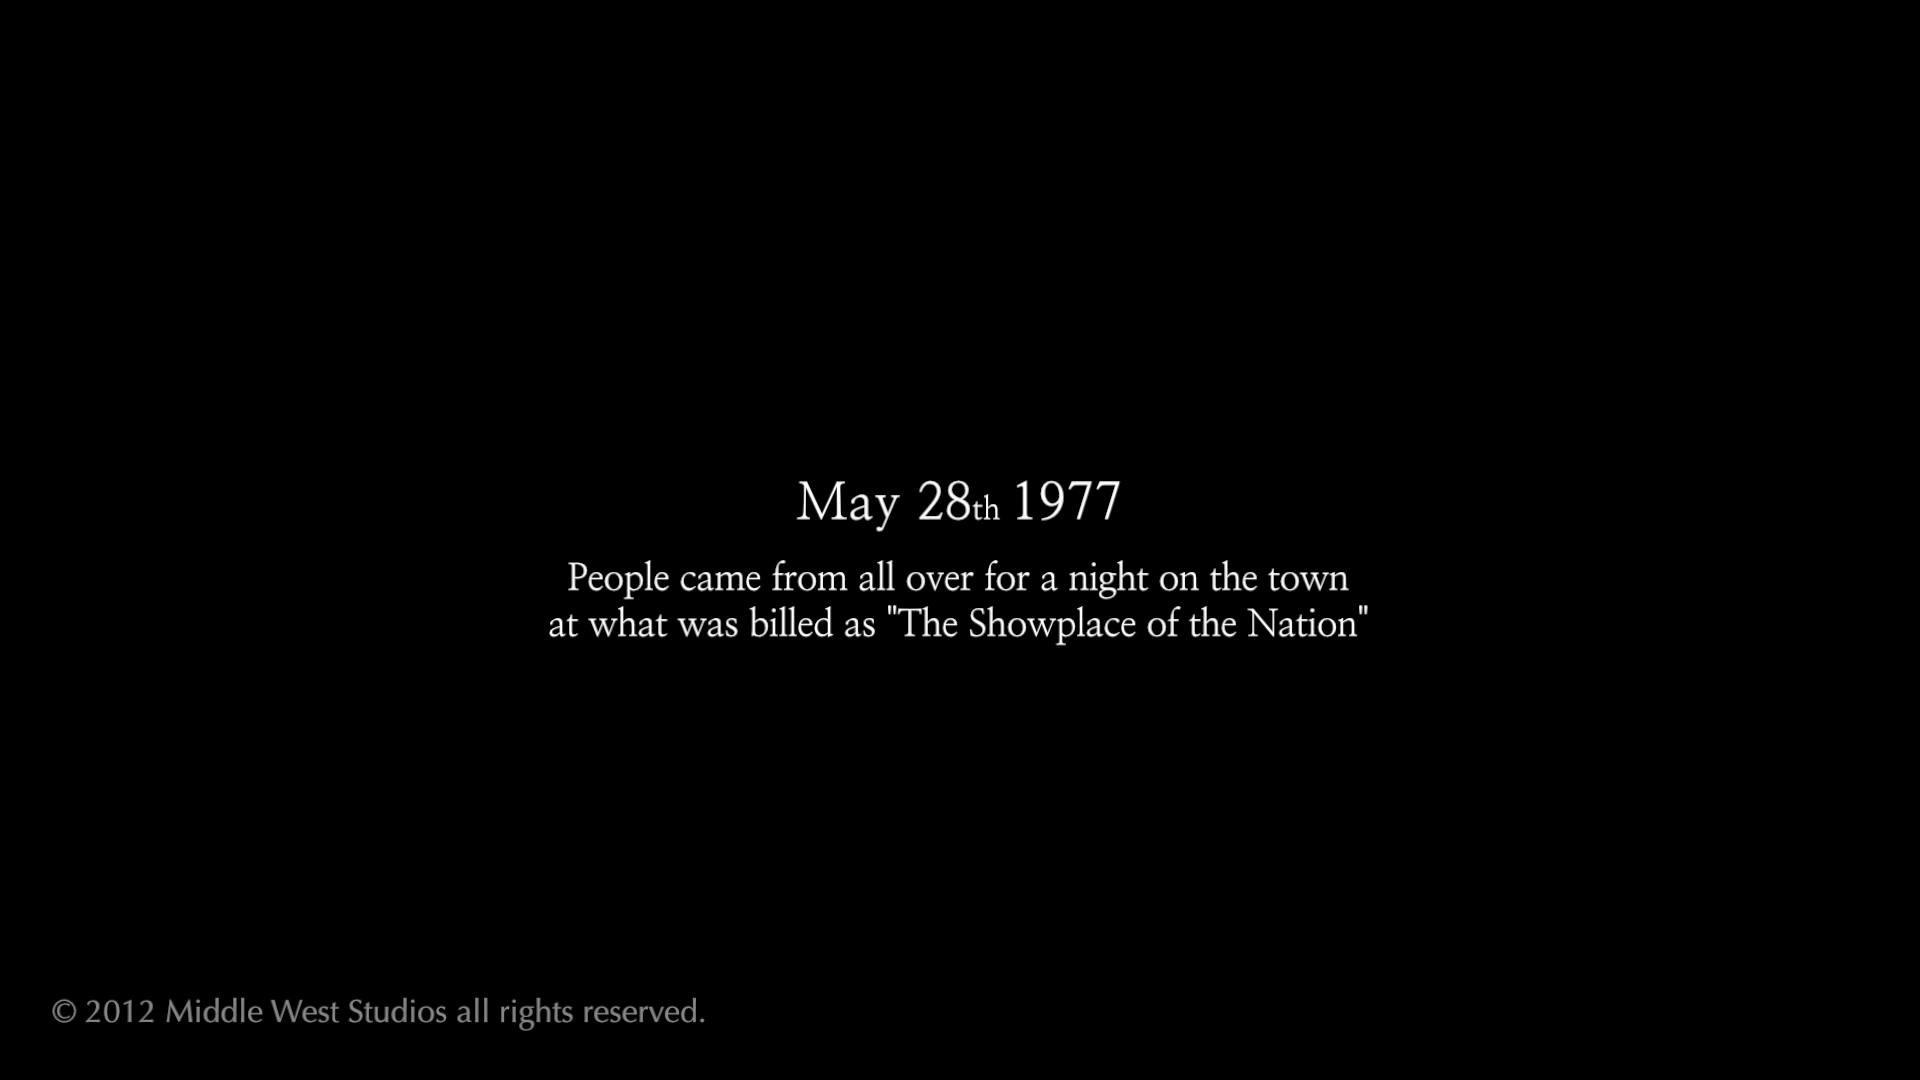 May 28th 1977
People came from all over for a night on the town
at what was billed as "The Showplace of the Nation"
© 2012 Middle West Studios all rights reserved.